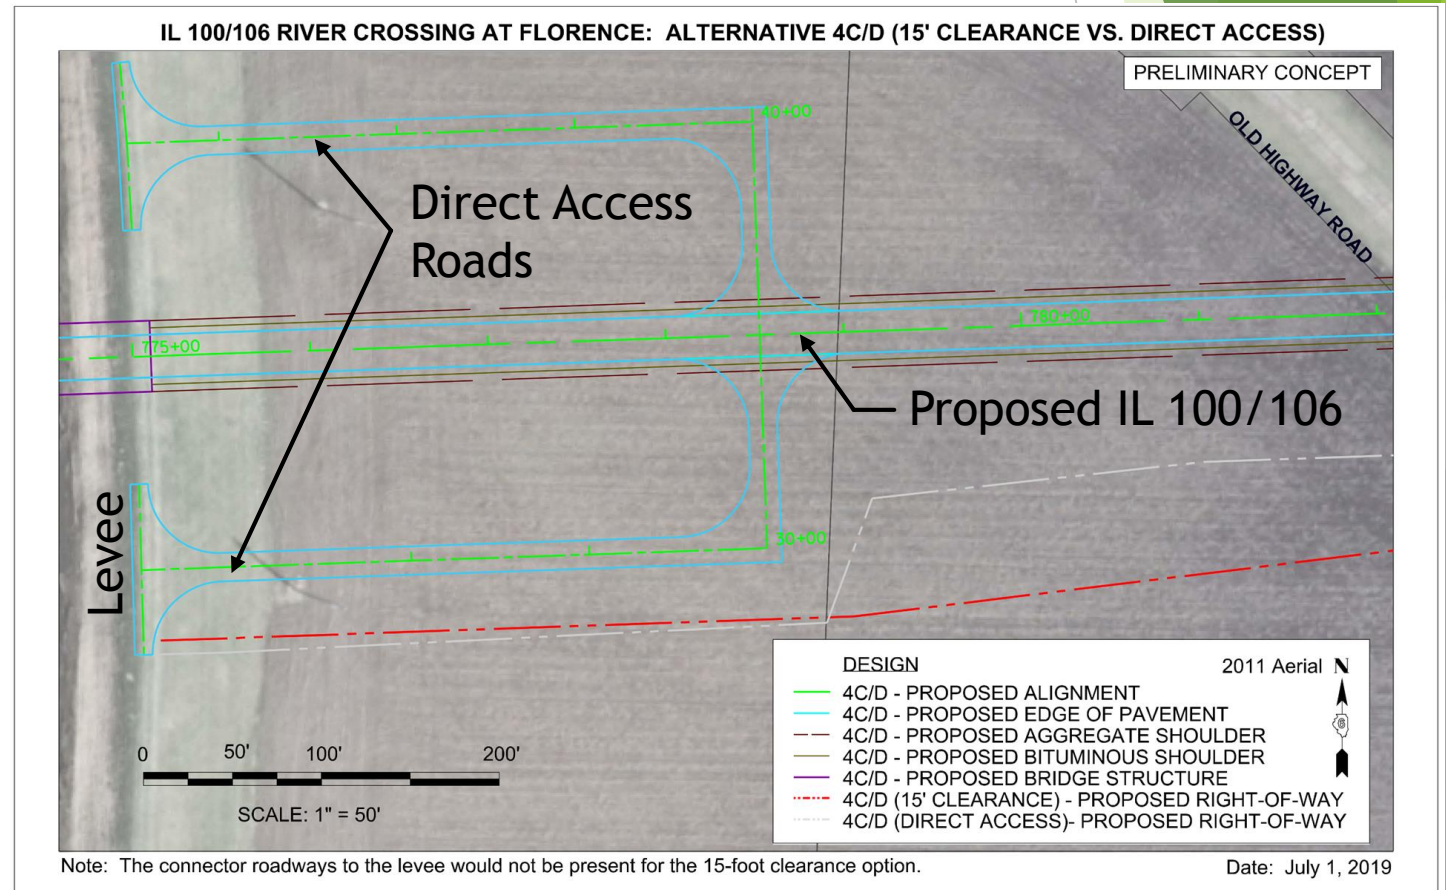 IL 100/106 RIVER CROSSING AT FLORENCE: ALTERNATIVE 4C/D (15' CLEARANCE VS. DIRECT ACCESS)
PRELIMINARY CONCEPT
40+00
OLD HIGHWAY ROAD
Direct Access
Roads
775+00
780+00
Proposed IL 100/106
Levee
30+00
DESIGN
2011 Aerial N
4C/D - PROPOSED ALIGNMENT
4C/D - PROPOSED EDGE OF PAVEMENT
4C/D - PROPOSED AGGREGATE SHOULDER
4C/D - PROPOSED BITUMINOUS SHOULDER
4C/D - PROPOSED BRIDGE STRUCTURE
4C/D (15' CLEARANCE) - PROPOSED RIGHT-OF-WAY
4C/D (DIRECT ACCESS)- PROPOSED RIGHT-OF-WAY
6
0 50' 100' 200'
SCALE: 1" = 50'
Note: The connector roadways to the levee would not be present for the 15-foot clearance option.
Date: July 1, 2019